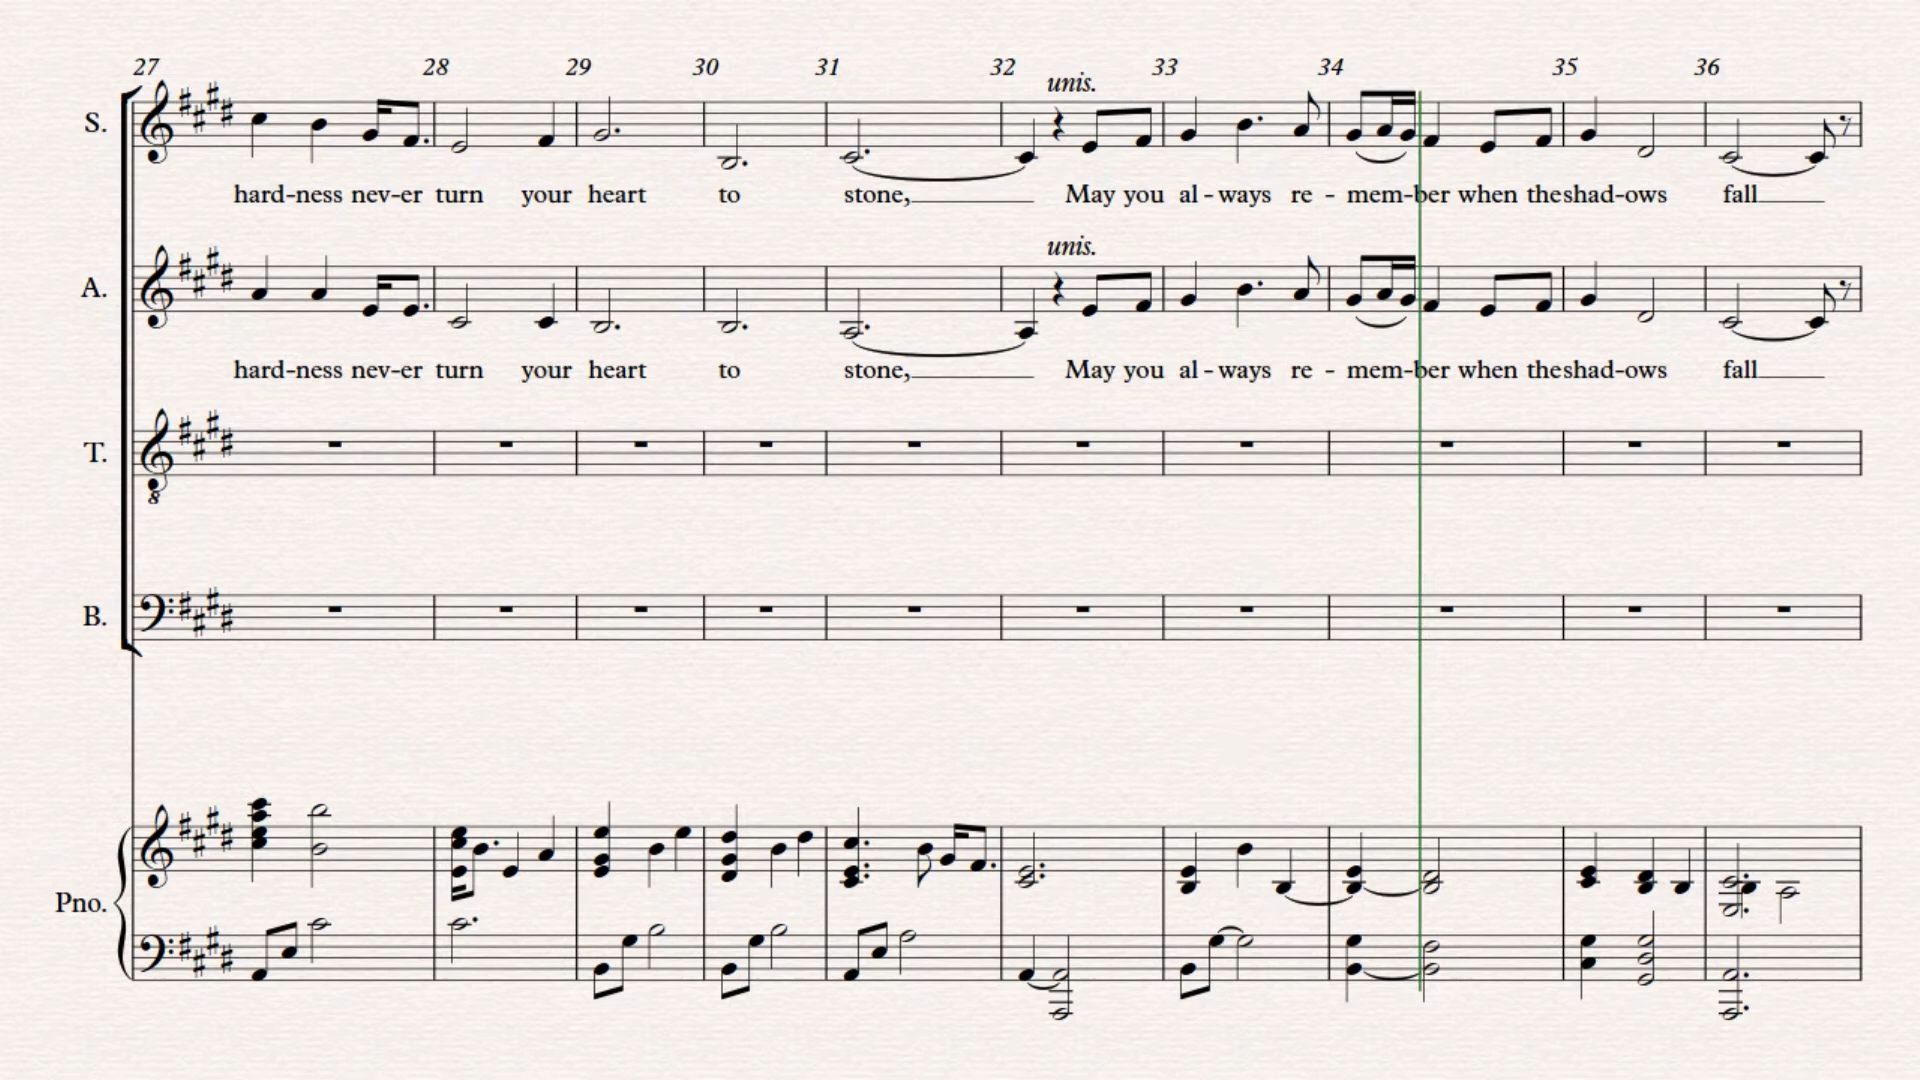 27 28 29 30 31 32 33 34 35 36
unis.
S.
hard-ness nev-er turn your heart to stone, May you al-ways re-mem-ber when the shad-ows fall
unis.
A.
hard-ness nev-er turn your heart to stone, May you al-ways re-mem-ber when the shad-ows fall
T.
8
B.
Pno.